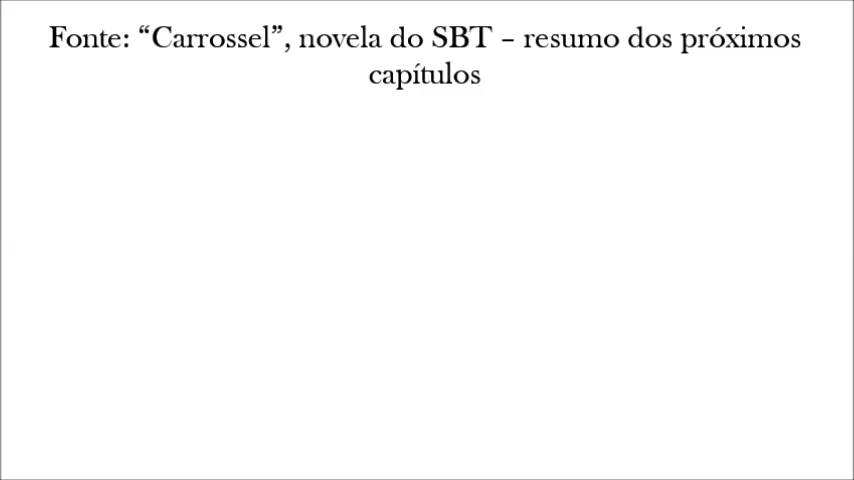 Fonte: “Carrossel”, novela do SBT – resumo dos próximos
capítulos